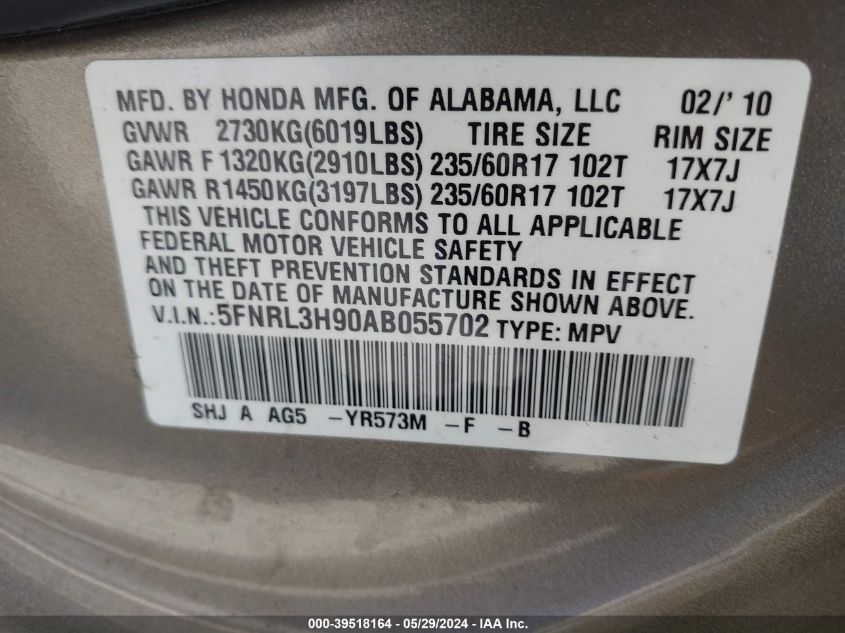 MFD. BY HONDA MFG. OF ALABAMA, LLC 02/' 10
GVWR 2730KG(6019LBS) TIRE SIZE RIM SIZE
GAWR F 1320KG(2910LBS) 235/60R17 102T 17X7J
GAWR R1450KG(3197LBS) 235/60R17 102T 17X7J
THIS VEHICLE CONFORMS TO ALL APPLICABLE
FEDERAL MOTOR VEHICLE SAFETY
AND THEFT PREVENTION STANDARDS IN EFFECT
ON THE DATE OF MANUFACTURE SHOWN ABOVE.
V.I.N.:5FNRL3H90AB055702 TYPE: MPV
SHJ A AG5 -YR573M -F -B
000-39518164 - 05/29/2024 - IAA Inc.